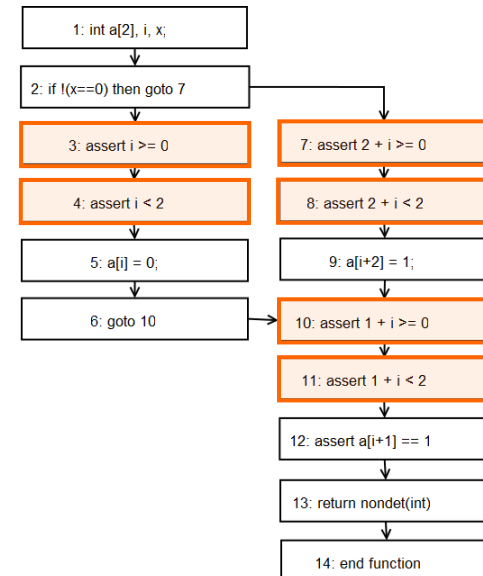 1: int a[2], i, x;
2: if !(x==0) then goto 7
3: assert i >= 0
4: assert i < 2
5: a[i] = 0;
6: goto 10
7: assert 2 + i >= 0
8: assert 2 + i < 2
9: a[i+2] = 1;
10: assert 1 + i >= 0
11: assert 1 + i < 2
12: assert a[i+1] == 1
13: return nondet(int)
14: end function